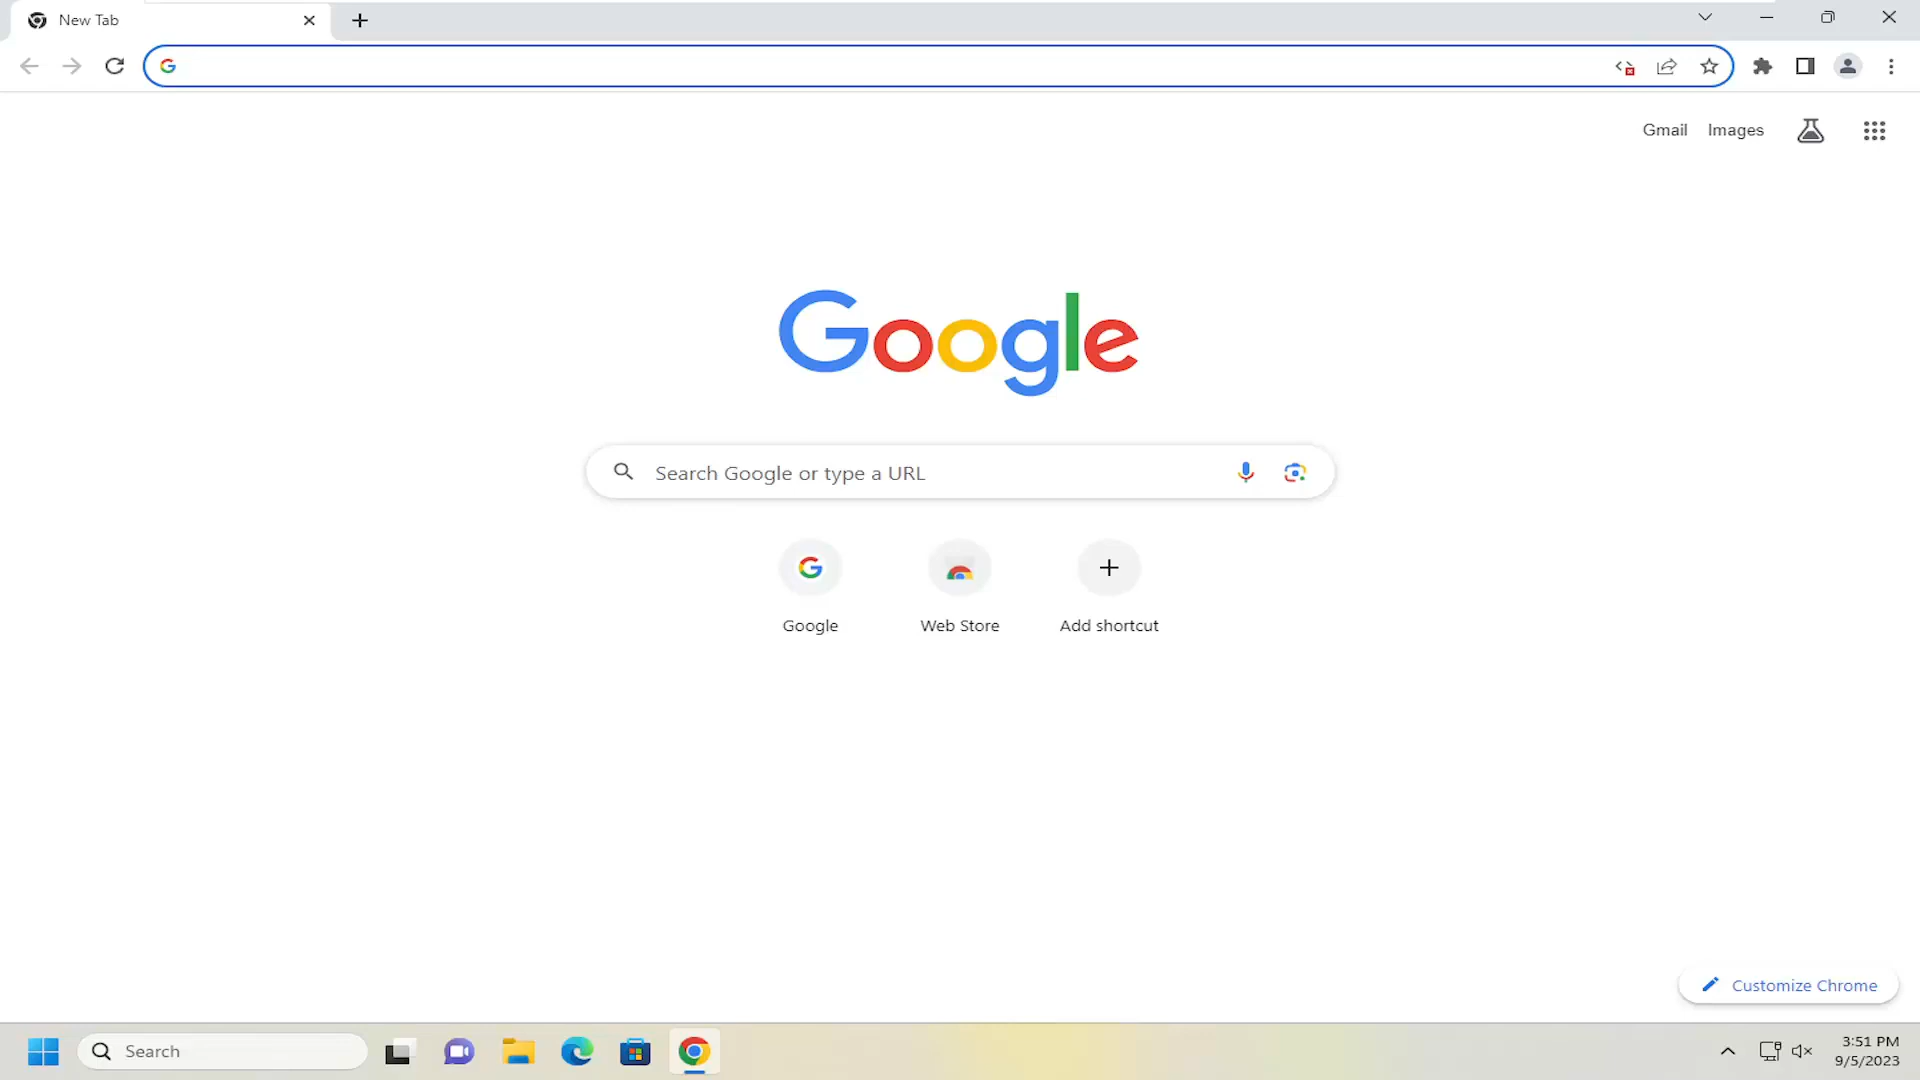 New Tab
Gmail Images
Google
Search Google or type a URL
Google Web Store Add shortcut
Customize Chrome
Search
3:51 PM
9/5/2023